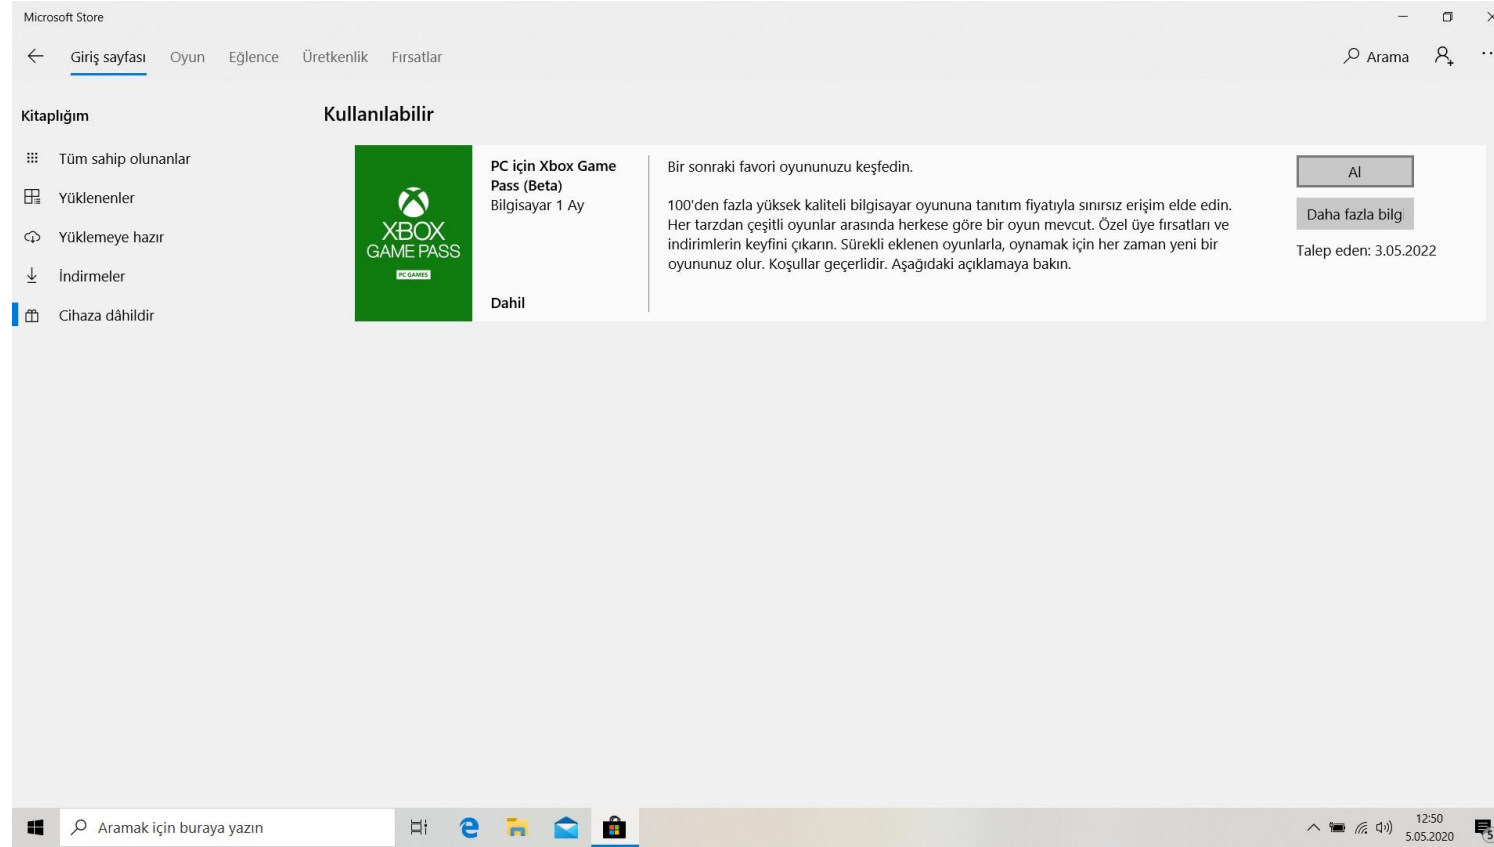 Microsoft Store
Giriş sayfası Oyun Eğlence Üretkenlik Fırsatlar
Arama
Kitaplığım
Tüm sahip olunanlar
Yüklenenler
Yüklemeye hazır
İndirmeler
Cihaza dâhildir
Kullanılabilir
XBOX
GAME PASS
PC GAMES
PC için Xbox Game
Pass (Beta)
Bilgisayar 1 Ay
Dahil
Bir sonraki favori oyununuzu keşfedin.
100'den fazla yüksek kaliteli bilgisayar oyununa tanıtım fiyatıyla sınırsız erişim elde edin.
Her tarzdan çeşitli oyunlar arasında herkese göre bir oyun mevcut. Özel üye fırsatları ve
indirimlerin keyfini çıkarın. Sürekli eklenen oyunlarla, oynamak için her zaman yeni bir
oyununuz olur. Koşullar geçerlidir. Aşağıdaki açıklamaya bakın.
Al
Daha fazla bilgi
Talep eden: 3.05.2022
Aramak için buraya yazın
12:50
5.05.2020
5